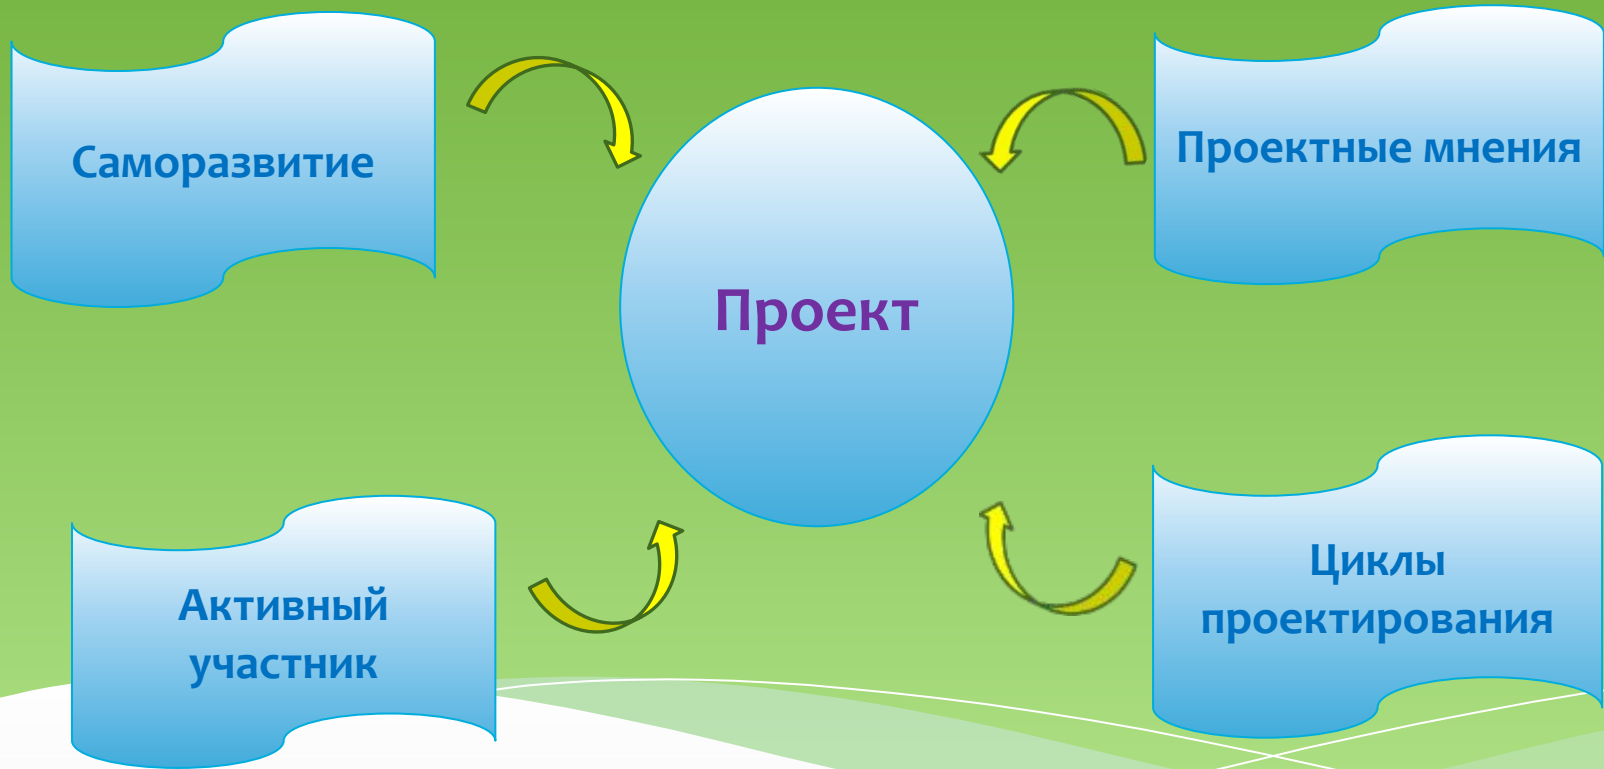 Саморазвитие
Проектные мнения
Проект
Активный
участник
Циклы
проектирования